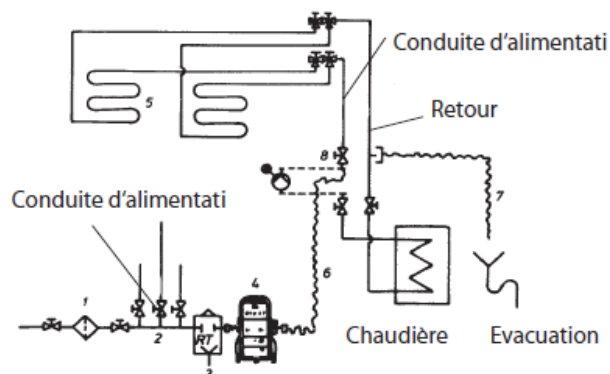 Conduite d'alimentati
Retour
5
8
Conduite d'alimentati
7
4
6
1
2
RT
3
Chaudière
Evacuation